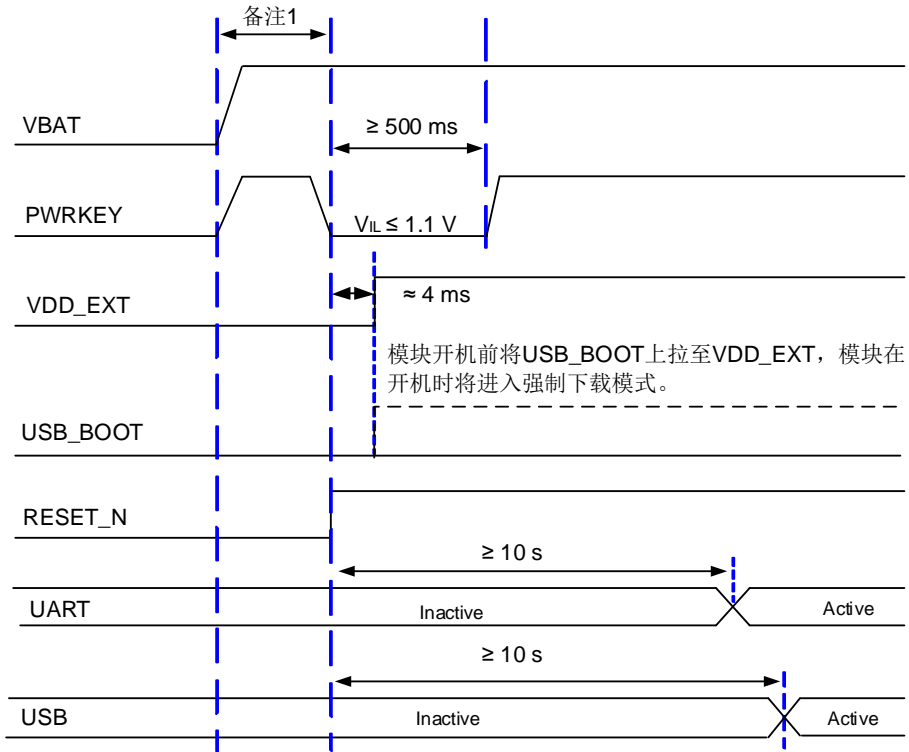 备注1
VBAT
≥ 500 ms
PWRKEY
VIL ≤ 1.1 V
VDD_EXT
≈ 4 ms
模块开机前将USB_BOOT上拉至VDD_EXT，模块在
开机时将进入强制下载模式。
USB_BOOT
RESET_N
≥ 10 s
UART
Inactive
Active
≥ 10 s
USB
Inactive
Active